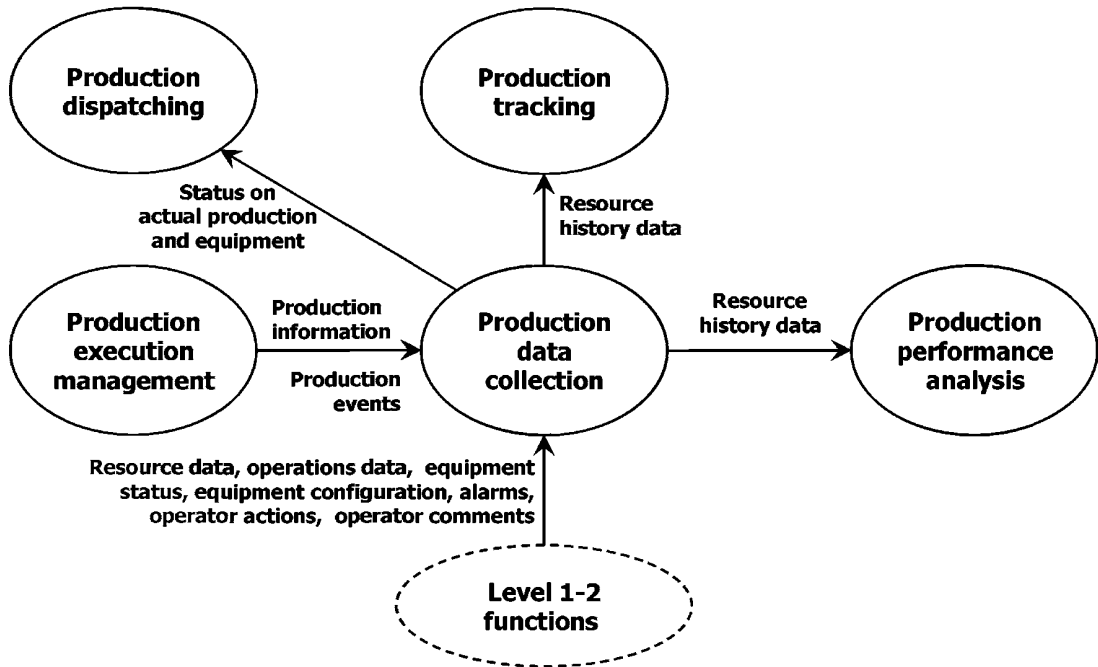 Production
dispatching
Production
tracking
Status on
actual production
and equipment
Resource
history data
Production
execution
management
Production
information
Production
events
Production
data
collection
Resource
history data
Production
performance
analysis
Resource data, operations data, equipment
status, equipment configuration, alarms,
operator actions, operator comments
Level 1-2
functions